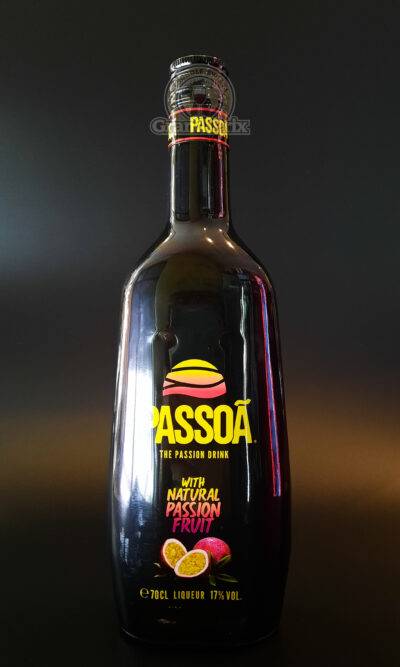 PASSOÃ
PASSOÃ®
THE PASSION DRINK
WITH
NATURAL
PASSION
FRUIT
℮70CL LIQUEUR 17% VOL.